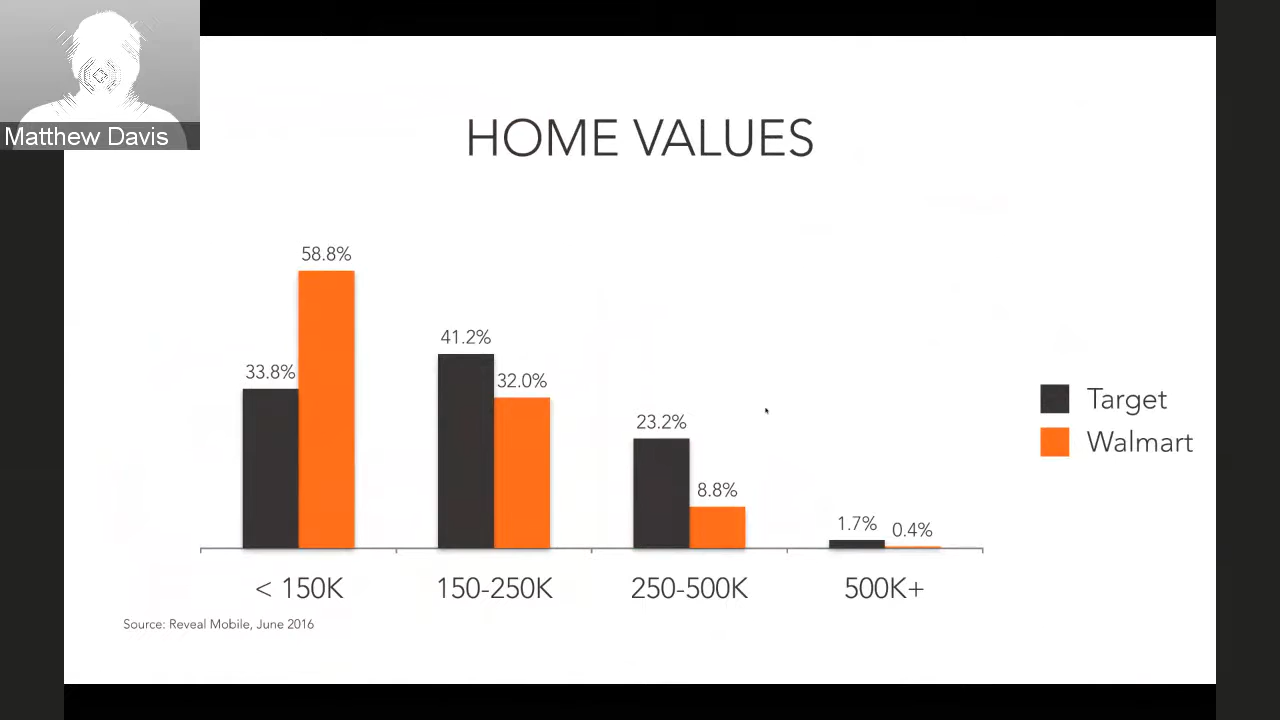 Matthew Davis
HOME VALUES
58.8%
33.8%
41.2%
32.0%
23.2%
8.8%
1.7%
0.4%
Target
Walmart
< 150K
150-250K
250-500K
500K+
Source: Reveal Mobile, June 2016